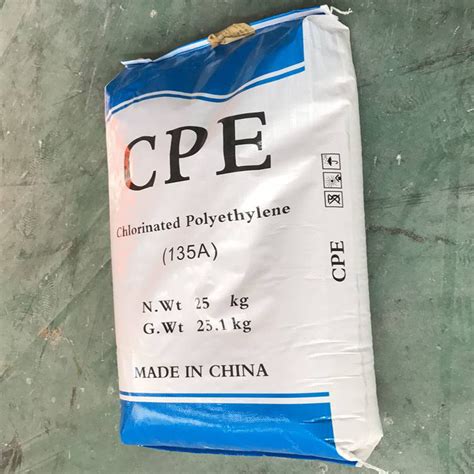 CPE
Chlorinated Polyethylene
(135A)
N.Wt 25 kg
G.Wt 25.1 kg
MADE IN CHINA
CPE